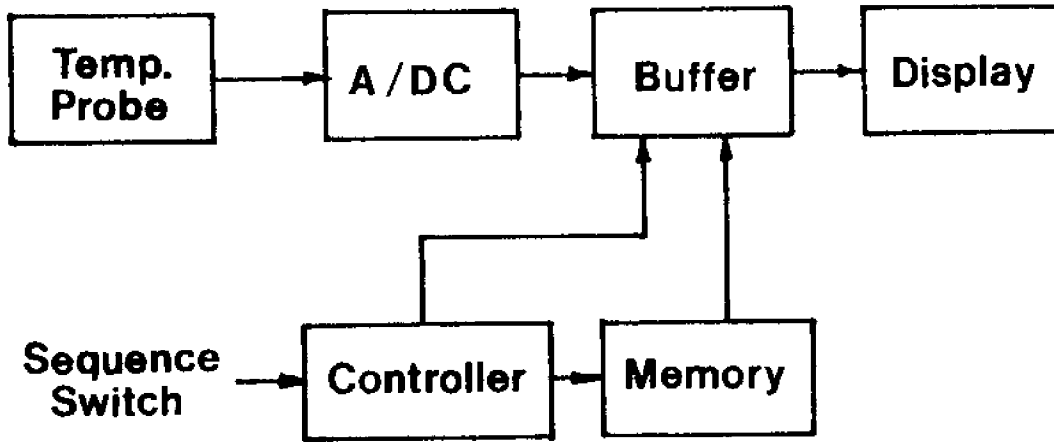 Temp.
Probe
A/DC
Buffer
Display
Sequence
Switch
Controller
Memory